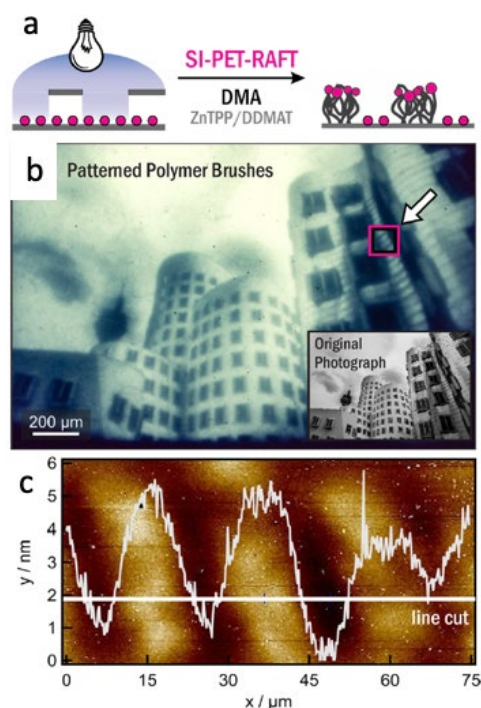 a
SI-PET-RAFT
DMA
ZnTPP/DDMAT
b
Patterned Polymer Brushes
Original
Photograph
200 µm
c
6
5
4
3
2
1
0
y / nm
line cut
0 15 30 45 60 75
x / µm